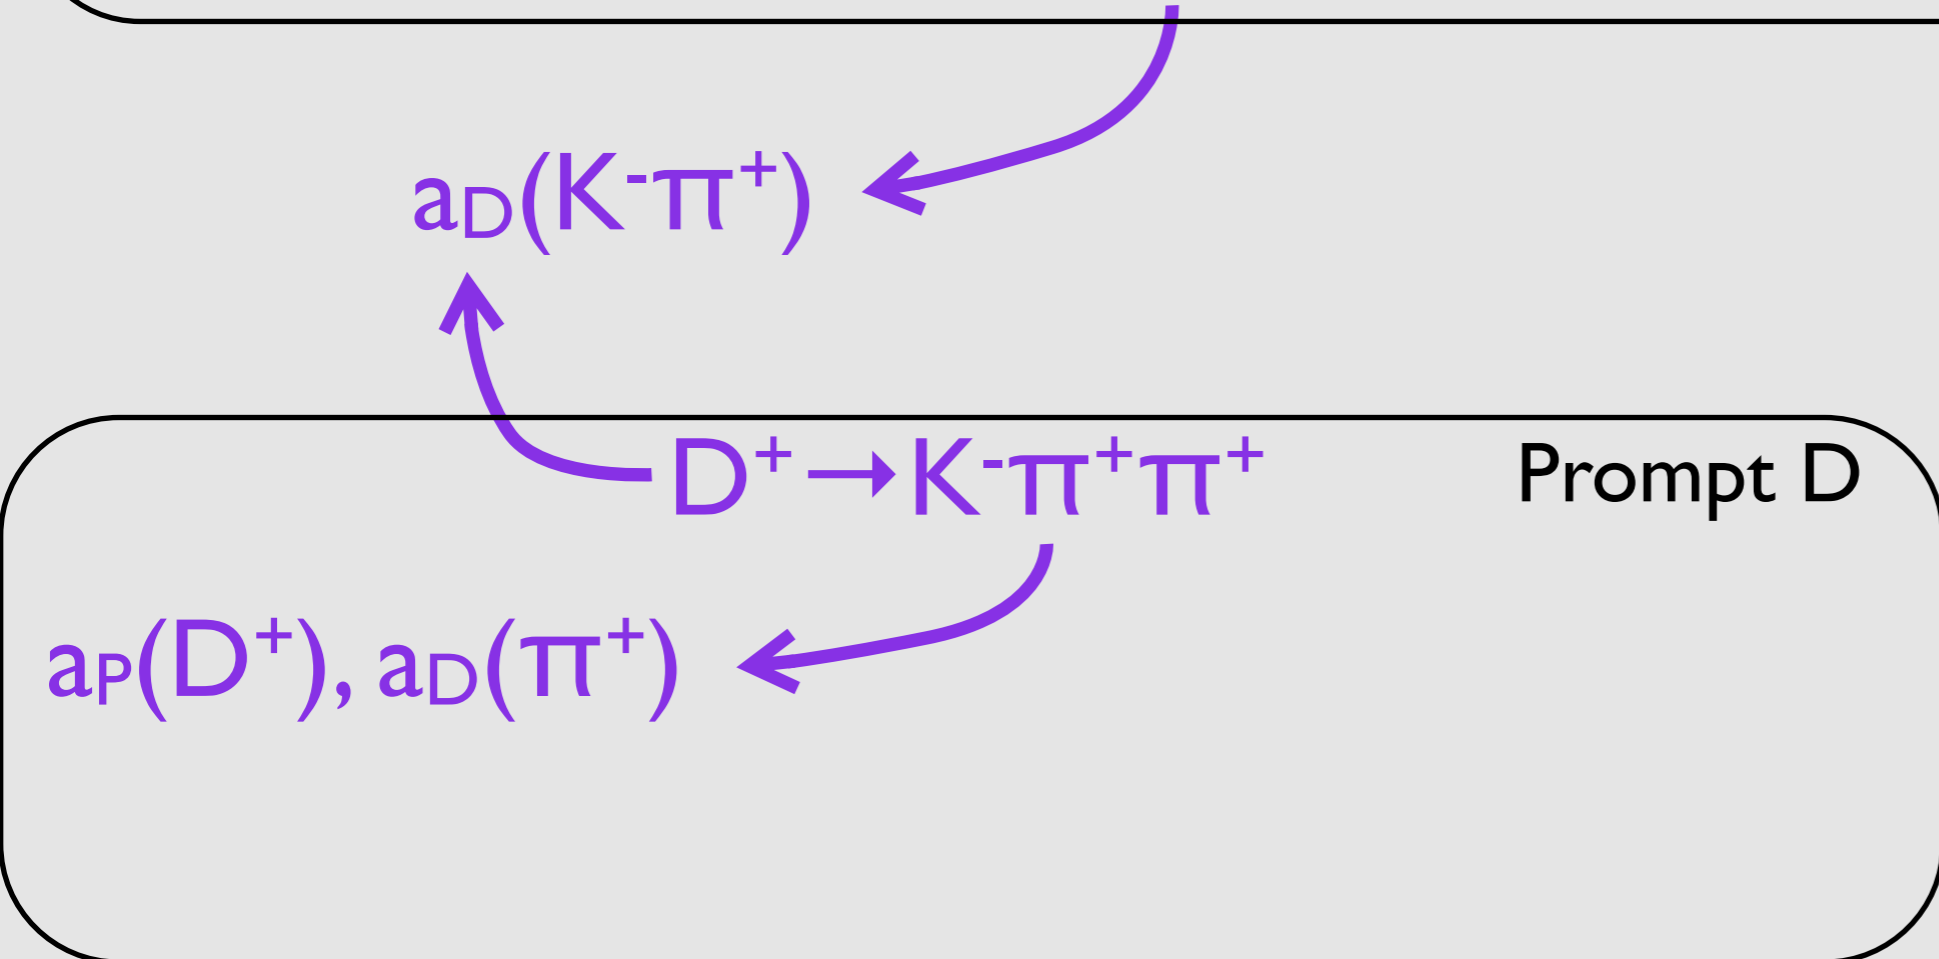 aD(K-π+)
D+→K-π+π+
Prompt D
aP(D+), aD(π+)